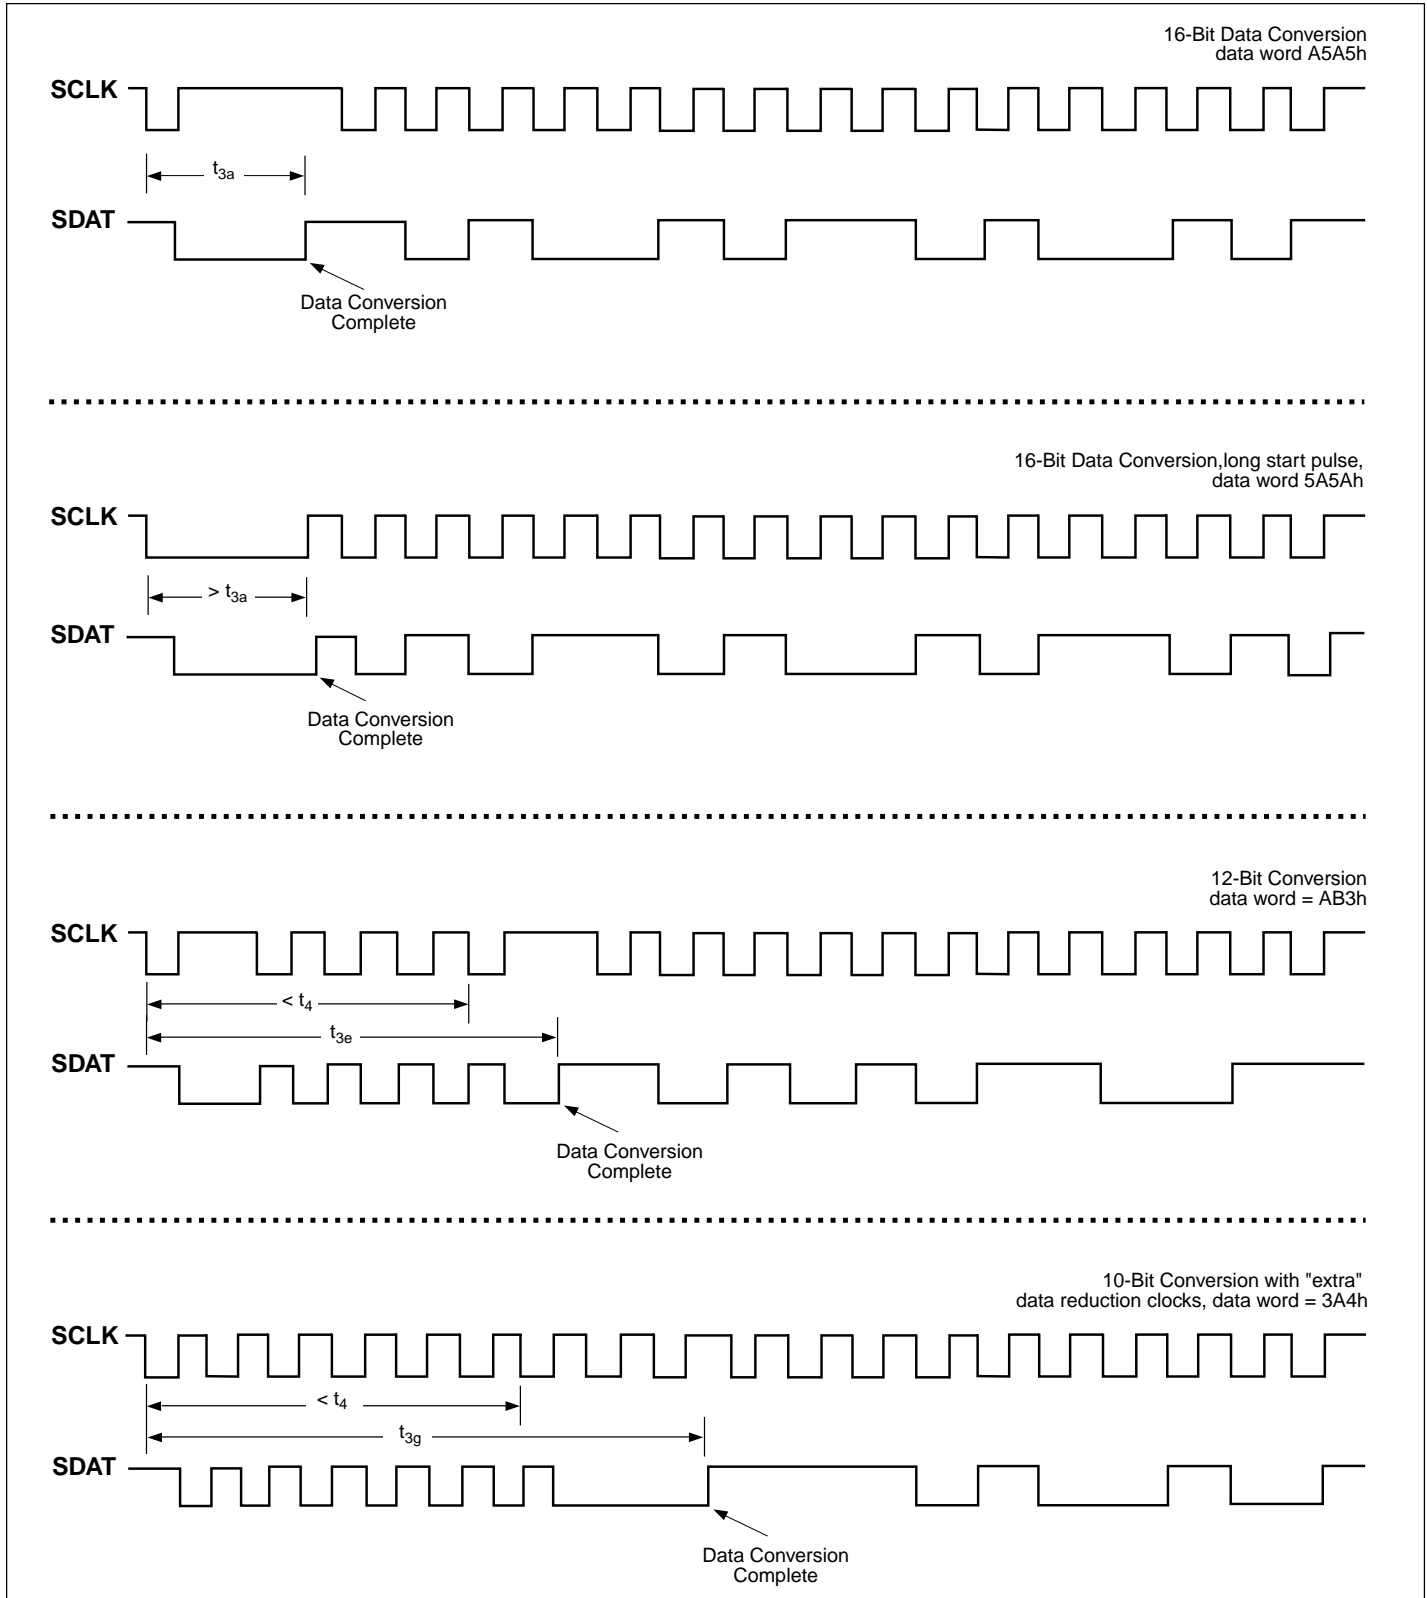 16-Bit Data Conversion
data word A5A5h
SCLK
t3a
SDAT
Data Conversion
Complete
16-Bit Data Conversion,long start pulse,
data word 5A5Ah
SCLK
> t3a
SDAT
Data Conversion
Complete
12-Bit Conversion
data word = AB3h
SCLK
< t4
t3e
SDAT
Data Conversion
Complete
10-Bit Conversion with "extra"
data reduction clocks, data word = 3A4h
SCLK
< t4
t3g
SDAT
Data Conversion
Complete